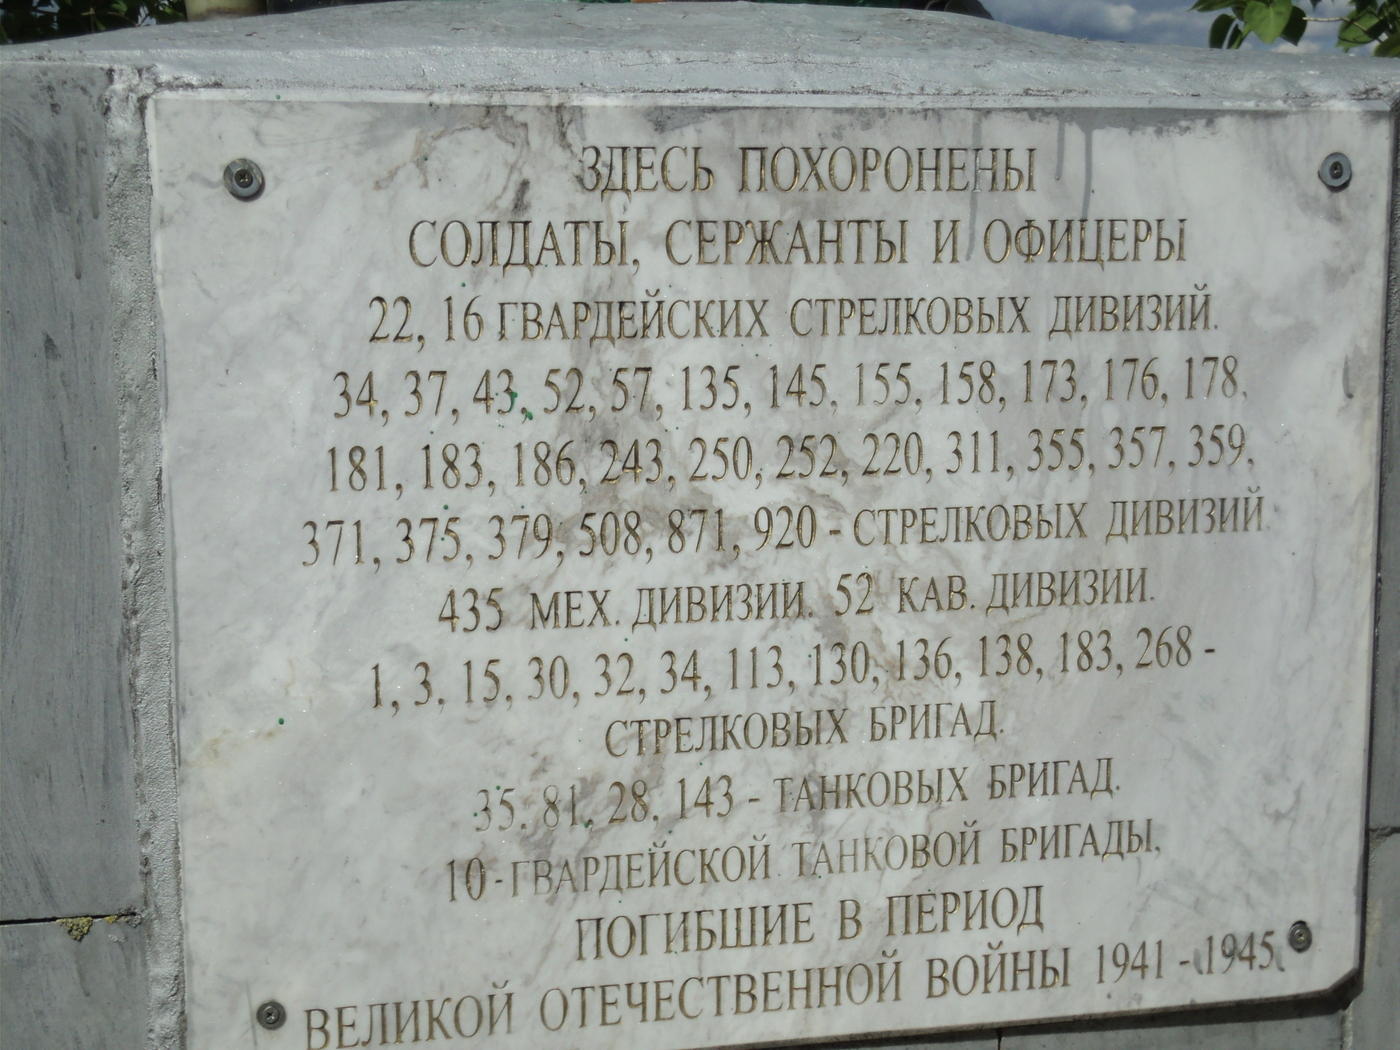 ЗДЕСЬ ПОХОРОНЕНЫ
СОЛДАТЫ, СЕРЖАНТЫ И ОФИЦЕРЫ
22, 16 ГВАРДЕЙСКИХ СТРЕЛКОВЫХ ДИВИЗИЙ.
34, 37, 43, 52, 57, 135, 145, 155, 158, 173, 176, 178,
181, 183, 186, 243, 250, 252, 220, 311, 355, 357, 359,
371, 375, 379, 508, 871, 920 - СТРЕЛКОВЫХ ДИВИЗИЙ
435 МЕХ. ДИВИЗИИ. 52 КАВ. ДИВИЗИИ.
1, 3, 15, 30, 32, 34, 113, 130, 136, 138, 183, 268 -
СТРЕЛКОВЫХ БРИГАД.
35, 81, 28, 143 - ТАНКОВЫХ БРИГАД.
10 - ГВАРДЕЙСКОЙ ТАНКОВОЙ БРИГАДЫ,
ПОГИБШИЕ В ПЕРИОД
ВЕЛИКОЙ ОТЕЧЕСТВЕННОЙ ВОЙНЫ 1941 - 1945.